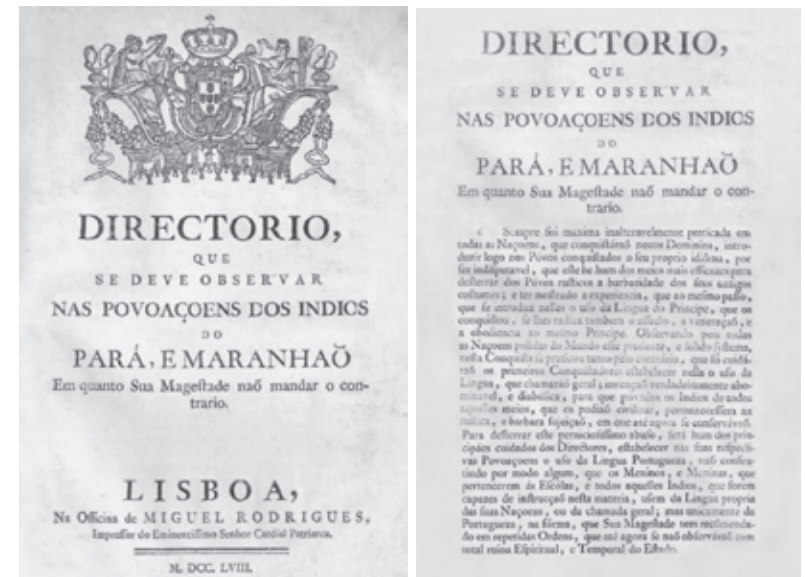 DIRECTORIO,
QUE
SE DEVE OBSERVAR
NAS POVOAÇOENS DOS INDIOS
DO
PARÁ, E MARANHAÕ
Em quanto Sua Mageſtade naõ mandar o con-
trario.
LISBOA,
Na Officina de MIGUEL RODRIGUES,
Impreſſor do Eminentiſſimo Senhor Cardial Patriarca.
M. DCC. LVIII.
DIRECTORIO,
QUE
SE DEVE OBSERVAR
NAS POVOAÇOENS DOS INDIOS
DO
PARÁ, E MARANHAÕ
Em quanto Sua Mageſtade naõ mandar o con-
trario.
6 Sempre foi maxima inalteravelmente praticada em
todas as Naçoens, que conquiſtáraõ novos Dominios, intro-
duzir logo nos Póvos conquiſtados o ſeu proprio idióma, por
ſer indiſputavel, que eſte he hum dos meios mais efficazes para
deſterrar dos Póvos ruſticos a barbaridade dos ſeus antigos
coſtumes; e ter moſtrado a experiencia, que ao meſmo paſſo,
que ſe introduz nelles o uſo da Lingua do Principe, que os
conquiſtou, ſe lhes radíca tambem o affecto, a veneraçaõ, e
a obediencia ao meſmo Principe. Obſervando pois todas
as Naçoens polídas do Mundo eſte prudente, e ſólido ſyſtema,
neſta Conquiſta ſe praticou tanto pelo contrário, que ſó cuidá-
raõ os primeiros Conquiſtadores eſtabelecer nella o uſo da
Lingua, que chamaráõ geral; invençaõ verdadeiramente abo-
minavel, e diabólica, para que privados os Indios de todos
aquelles meios, que os podiaõ civilizar, permaneceſſem na
ruſtica, e barbara ſujeiçaõ, em que até agora ſe conſervávaõ.
Para deſterrar eſte pernicioſiſſimo abuſo, ſerá hum dos prin-
cipáes cuidados dos Directores, eſtabelecer nas ſuas reſpecti-
vas Povoaçoens o uſo da Lingua Portugueza, naõ conſen-
tindo por modo algum, que os Meninos, e Meninas, que
pertencerem ás Eſcólas, e todos aquelles Indios, que forem
capazes de inſtrucçaõ neſta materia, uſem da Lingua propria
das ſuas Naçoens, ou da chamada geral; mas unicamente da
Portugueza, na fórma, que Sua Mageſtade tem recõmenda-
do em repetidas Ordens, que até agora ſe naõ obſerváraõ com
total ruina Eſpiritual, e Temporal do Eſtado.